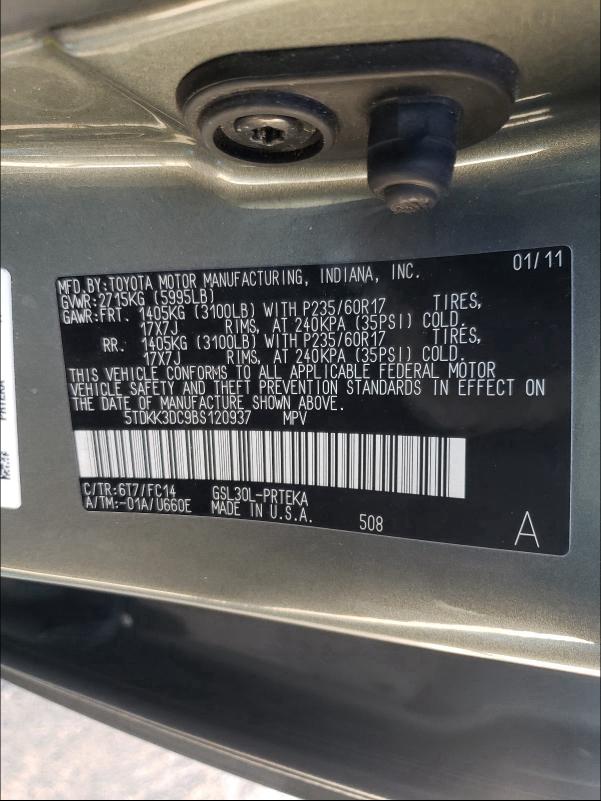 01/11
MFD.BY:TOYOTA MOTOR MANUFACTURING, INDIANA, INC.
GVWR:2715KG (5995LB)
GAWR:FRT. 1405KG (3100LB) WITH P235/60R17 TIRES,
17X7J RIMS, AT 240KPA (35PSI) COLD.
RR. 1405KG (3100LB) WITH P235/60R17 TIRES,
17X7J RIMS, AT 240KPA (35PSI) COLD.
THIS VEHICLE CONFORMS TO ALL APPLICABLE FEDERAL MOTOR
VEHICLE SAFETY AND THEFT PREVENTION STANDARDS IN EFFECT ON
THE DATE OF MANUFACTURE SHOWN ABOVE.
5TDKK3DC9BS120937 MPV
C/TR:6T7/FC14 GSL30L-PRTEKA
A/TM:-01A/U660E MADE IN U.S.A. 508
A
PRTEKA